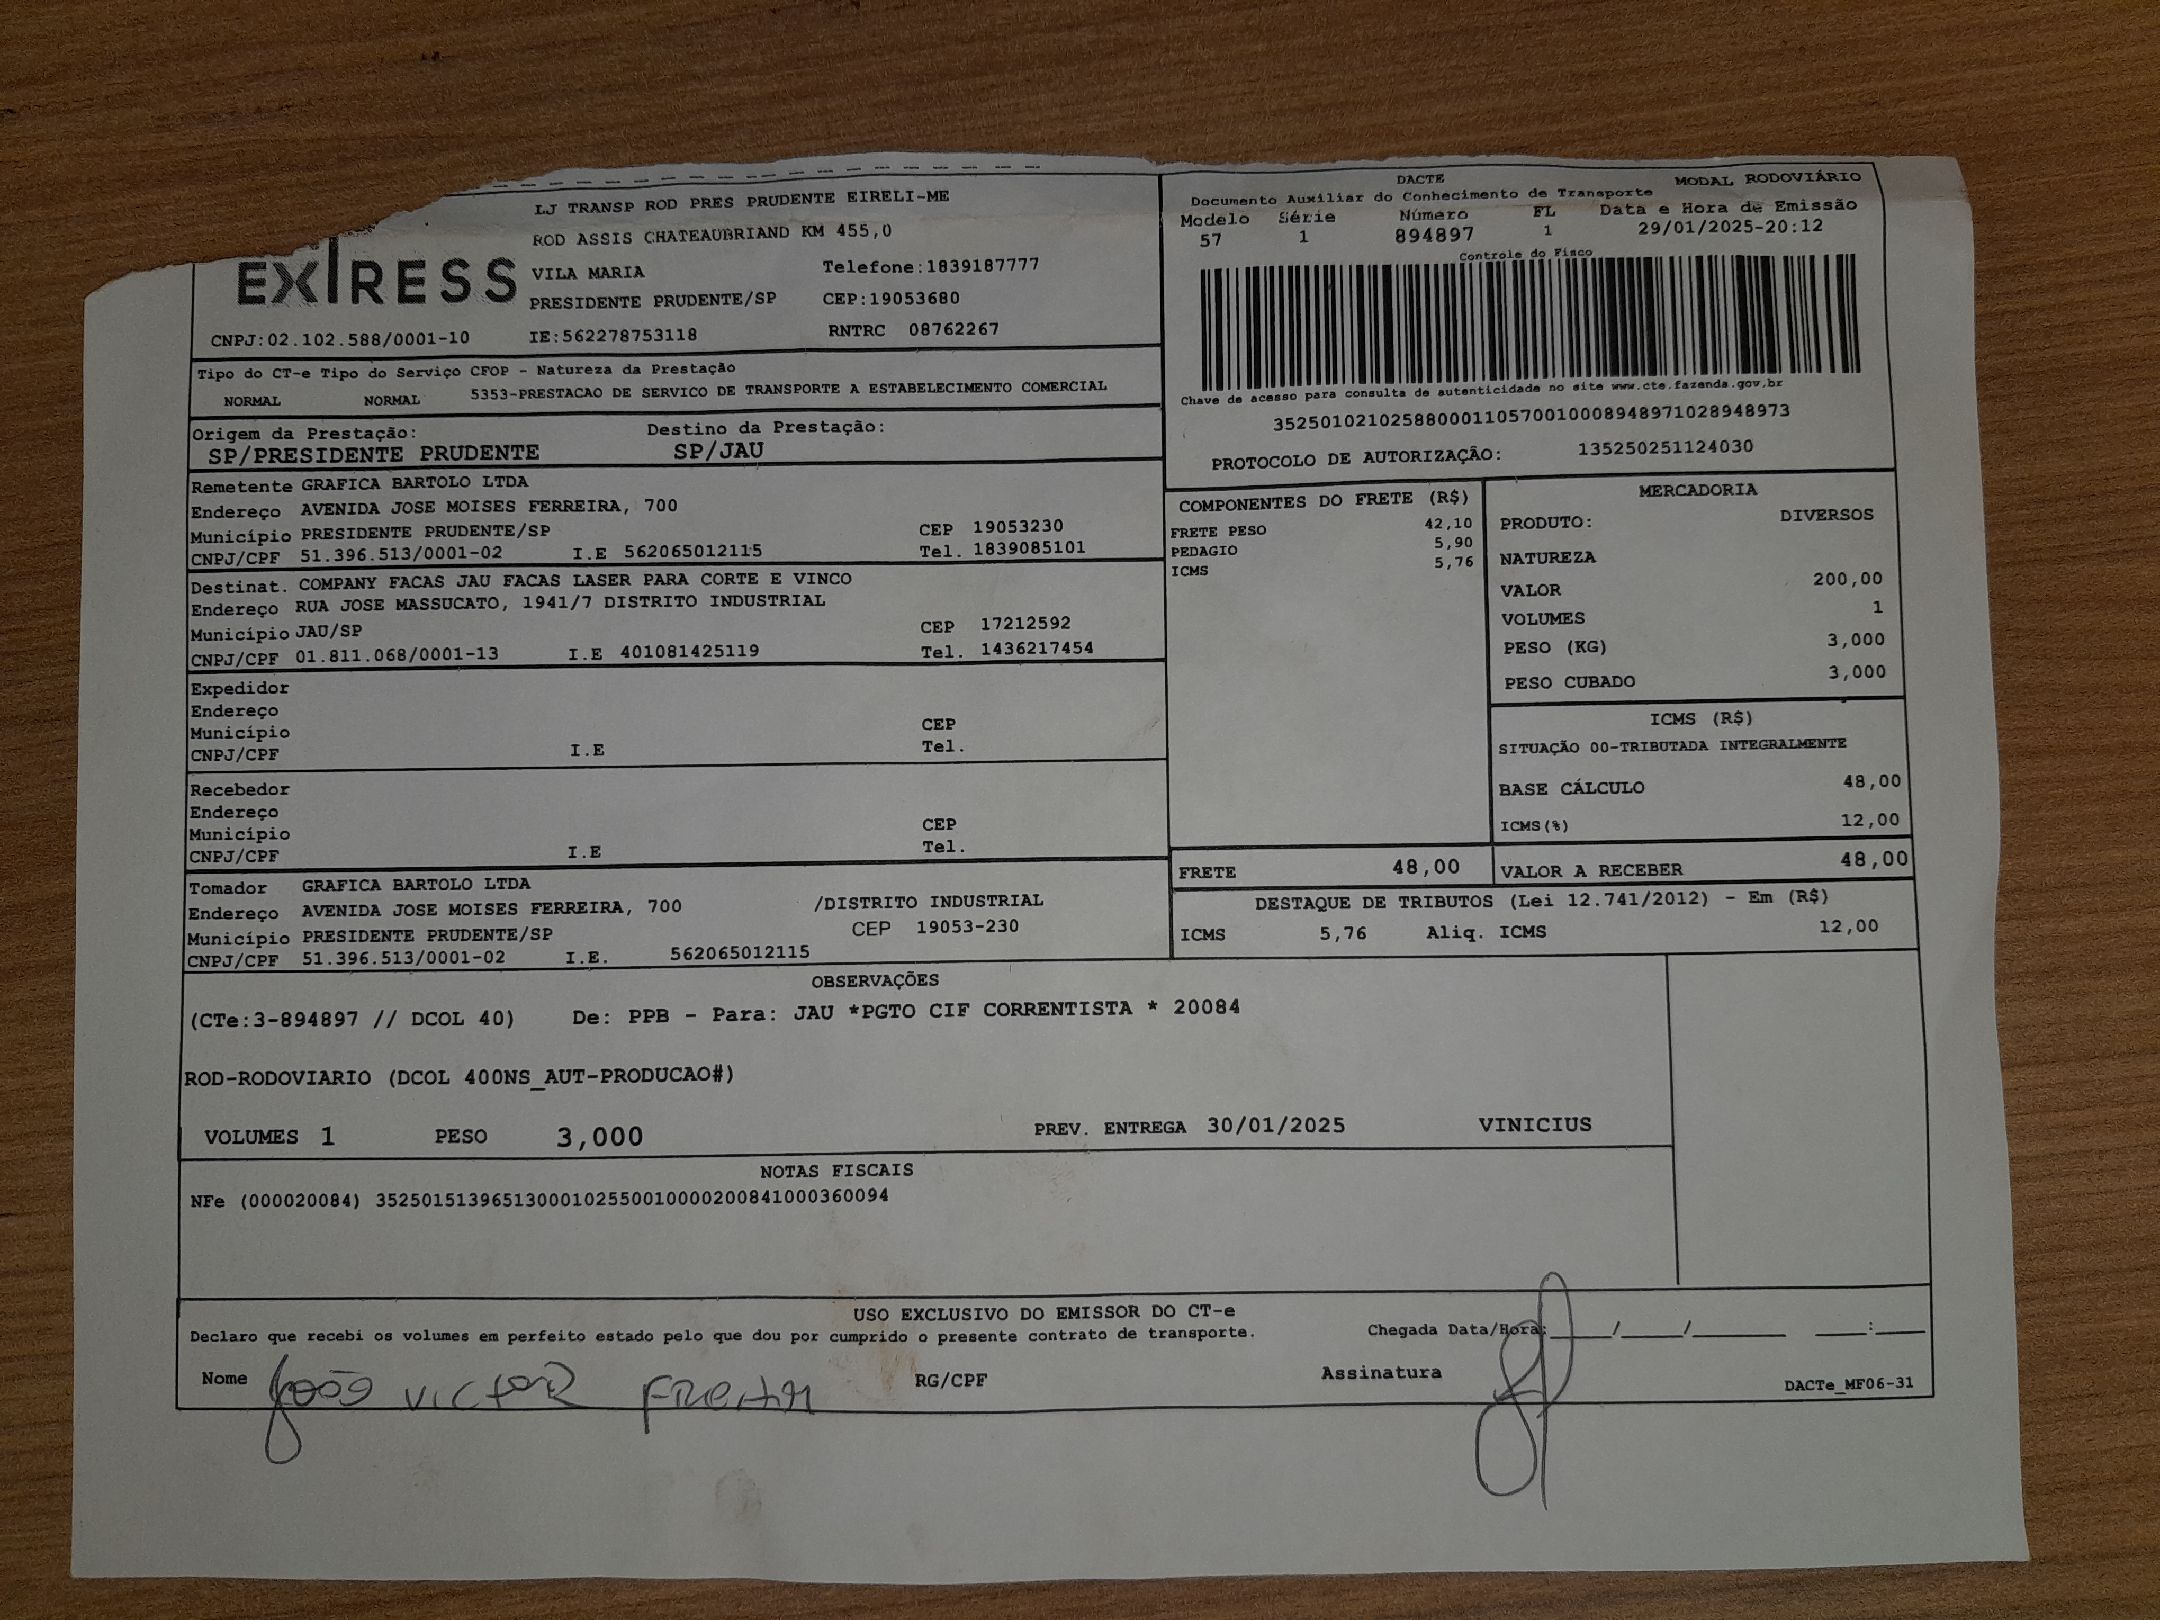 LJ TRANSP ROD PRES PRUDENTE EIRELI-ME
ROD ASSIS CHATEAUBRIAND KM 455,0
EXPRESS
VILA MARIA Telefone:1839187777
PRESIDENTE PRUDENTE/SP CEP:19053680
CNPJ:02.102.588/0001-10 IE:562278753118 RNTRC 08762267
DACTE MODAL RODOVIÁRIO
Documento Auxiliar do Conhecimento de Transporte
Modelo Série Número FL Data e Hora de Emissão
57 1 894897 1 29/01/2025-20:12
Controle do Fisco
Chave de acesso para consulta de autenticidade no site www.cte.fazenda.gov.br
35250102102588000110570010008948971028948973
PROTOCOLO DE AUTORIZAÇÃO: 135250251124030
Tipo do CT-e Tipo do Serviço CFOP - Natureza da Prestação
NORMAL NORMAL 5353-PRESTACAO DE SERVICO DE TRANSPORTE A ESTABELECIMENTO COMERCIAL
Origem da Prestação: Destino da Prestação:
SP/PRESIDENTE PRUDENTE SP/JAU
Remetente GRAFICA BARTOLO LTDA
Endereço AVENIDA JOSE MOISES FERREIRA, 700
Município PRESIDENTE PRUDENTE/SP CEP 19053230
CNPJ/CPF 51.396.513/0001-02 I.E 562065012115 Tel. 1839085101
Destinat. COMPANY FACAS JAU FACAS LASER PARA CORTE E VINCO
Endereço RUA JOSE MASSUCATO, 1941/7 DISTRITO INDUSTRIAL
Município JAU/SP CEP 17212592
CNPJ/CPF 01.811.068/0001-13 I.E 401081425119 Tel. 1436217454
Expedidor
Endereço
Município CEP
CNPJ/CPF I.E Tel.
Recebedor
Endereço
Município CEP
CNPJ/CPF I.E Tel.
Tomador GRAFICA BARTOLO LTDA
Endereço AVENIDA JOSE MOISES FERREIRA, 700 /DISTRITO INDUSTRIAL
Município PRESIDENTE PRUDENTE/SP CEP 19053-230
CNPJ/CPF 51.396.513/0001-02 I.E. 562065012115
COMPONENTES DO FRETE (R$)
FRETE PESO 42,10
PEDAGIO 5,90
ICMS 5,76
MERCADORIA
PRODUTO: DIVERSOS
NATUREZA
VALOR 200,00
VOLUMES 1
PESO (KG) 3,000
PESO CUBADO 3,000
ICMS (R$)
SITUAÇÃO 00-TRIBUTADA INTEGRALMENTE
BASE CÁLCULO 48,00
ICMS(%) 12,00
FRETE 48,00 VALOR A RECEBER 48,00
DESTAQUE DE TRIBUTOS (Lei 12.741/2012) - Em (R$)
ICMS 5,76 Aliq. ICMS 12,00
OBSERVAÇÕES
(CTe:3-894897 // DCOL 40) De: PPB - Para: JAU *PGTO CIF CORRENTISTA * 20084
ROD-RODOVIARIO (DCOL 400NS_AUT-PRODUCAO#)
VOLUMES 1 PESO 3,000 PREV. ENTREGA 30/01/2025 VINICIUS
NOTAS FISCAIS
NFe (000020084) 35250151396513000102550010000200841000360094
USO EXCLUSIVO DO EMISSOR DO CT-e
Declaro que recebi os volumes em perfeito estado pelo que dou por cumprido o presente contrato de transporte. Chegada Data/Hora:_____/_____/________ ____:____
Nome João VICTOR RG/CPF Assinatura DACTe_MF06-31